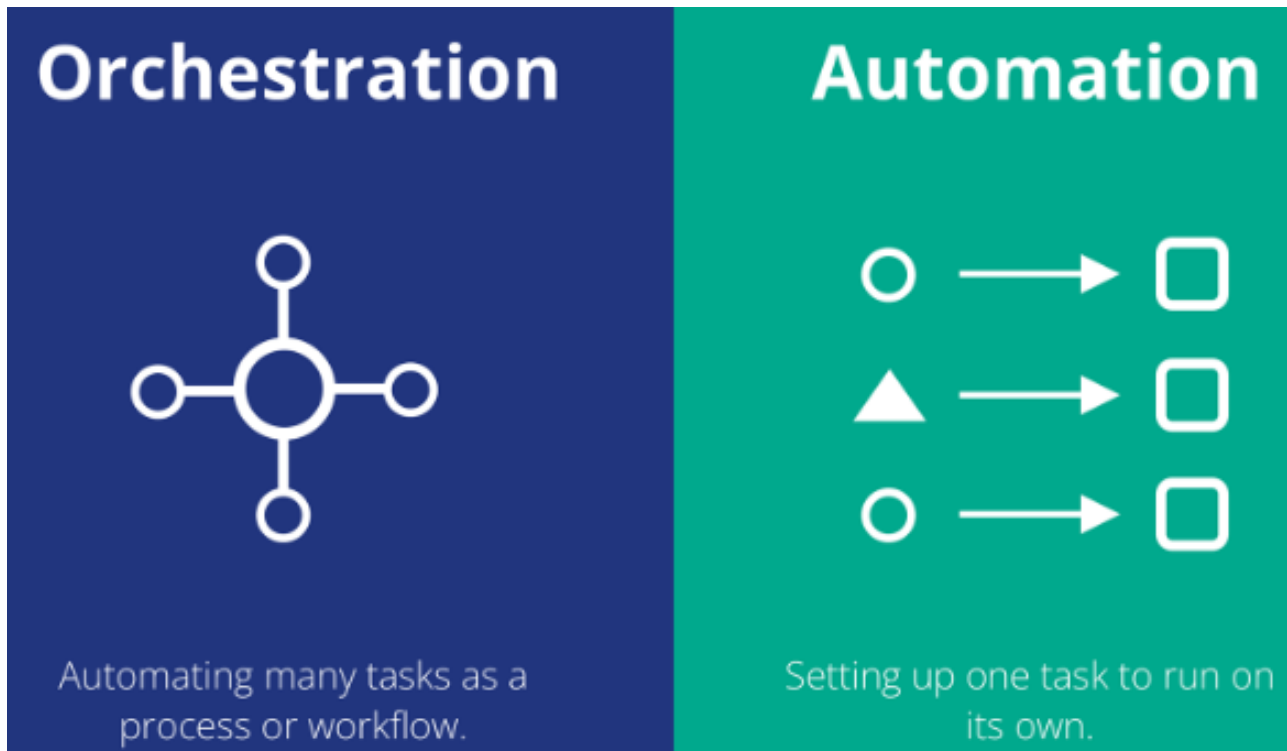 Orchestration
Automating many tasks as a
process or workflow.
Automation
Setting up one task to run on
its own.